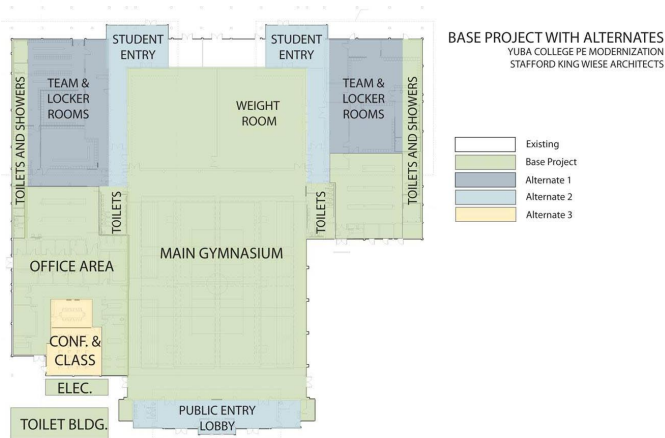 BASE PROJECT WITH ALTERNATES
YUBA COLLEGE PE MODERNIZATION
STAFFORD KING WIESE ARCHITECTS
Existing
Base Project
Alternate 1
Alternate 2
Alternate 3
STUDENT
ENTRY
STUDENT
ENTRY
TOILETS AND SHOWERS
TEAM &
LOCKER
ROOMS
WEIGHT
ROOM
TEAM &
LOCKER
ROOMS
TOILETS AND SHOWERS
TOILETS
TOILETS
OFFICE AREA
MAIN GYMNASIUM
CONF. &
CLASS
ELEC.
TOILET BLDG.
PUBLIC ENTRY
LOBBY